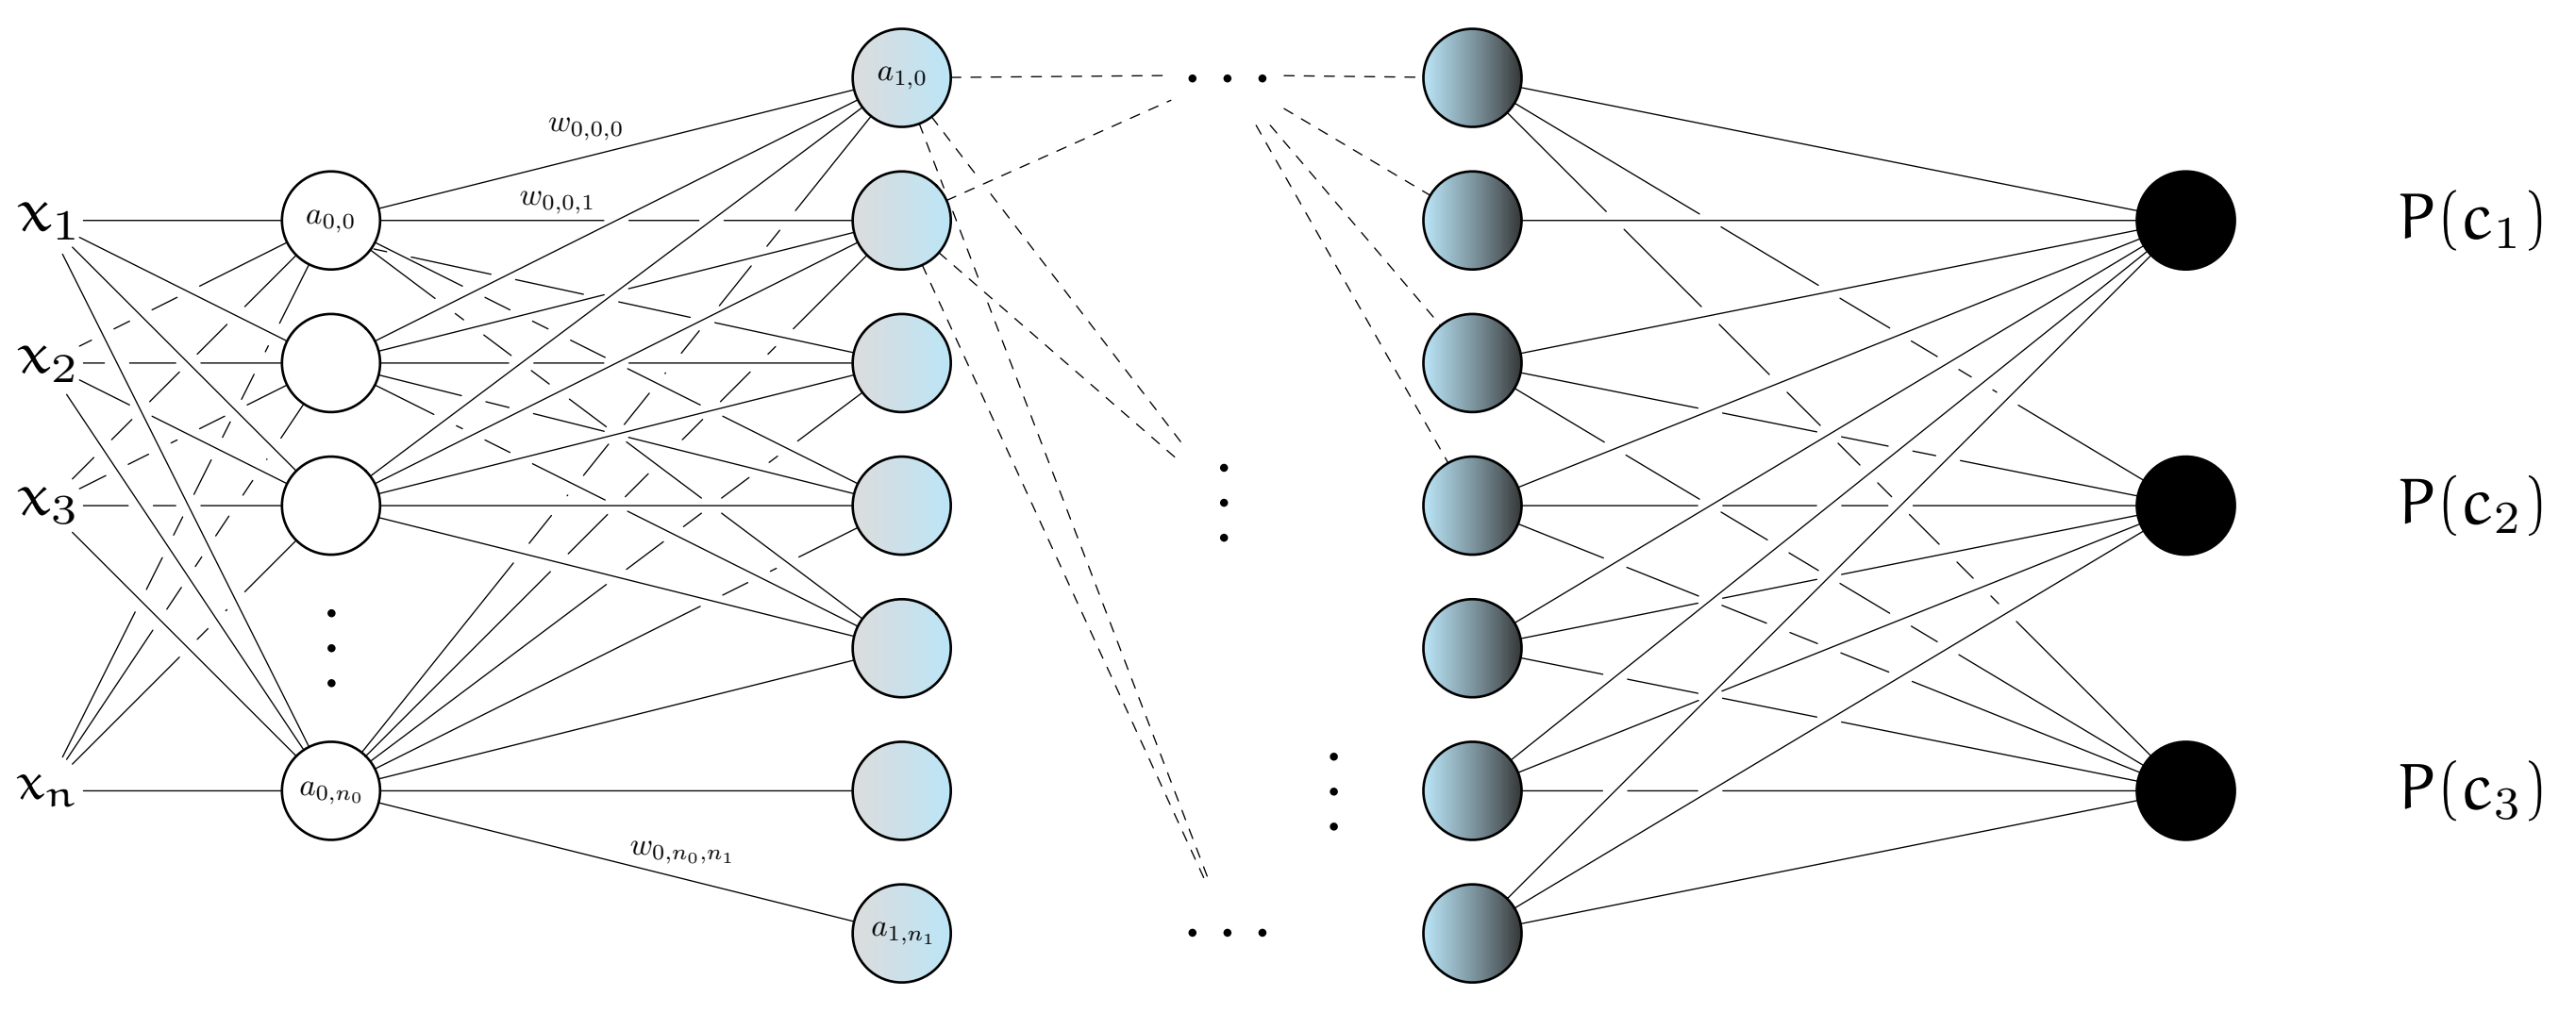 a₁,₀
w₀,₀,₀
w₀,₀,₁
x₁
a₀,₀
P(c₁)
x₂
x₃
P(c₂)
xₙ
a₀,ₙ₀
P(c₃)
w₀,ₙ₀,ₙ₁
a₁,ₙ₁